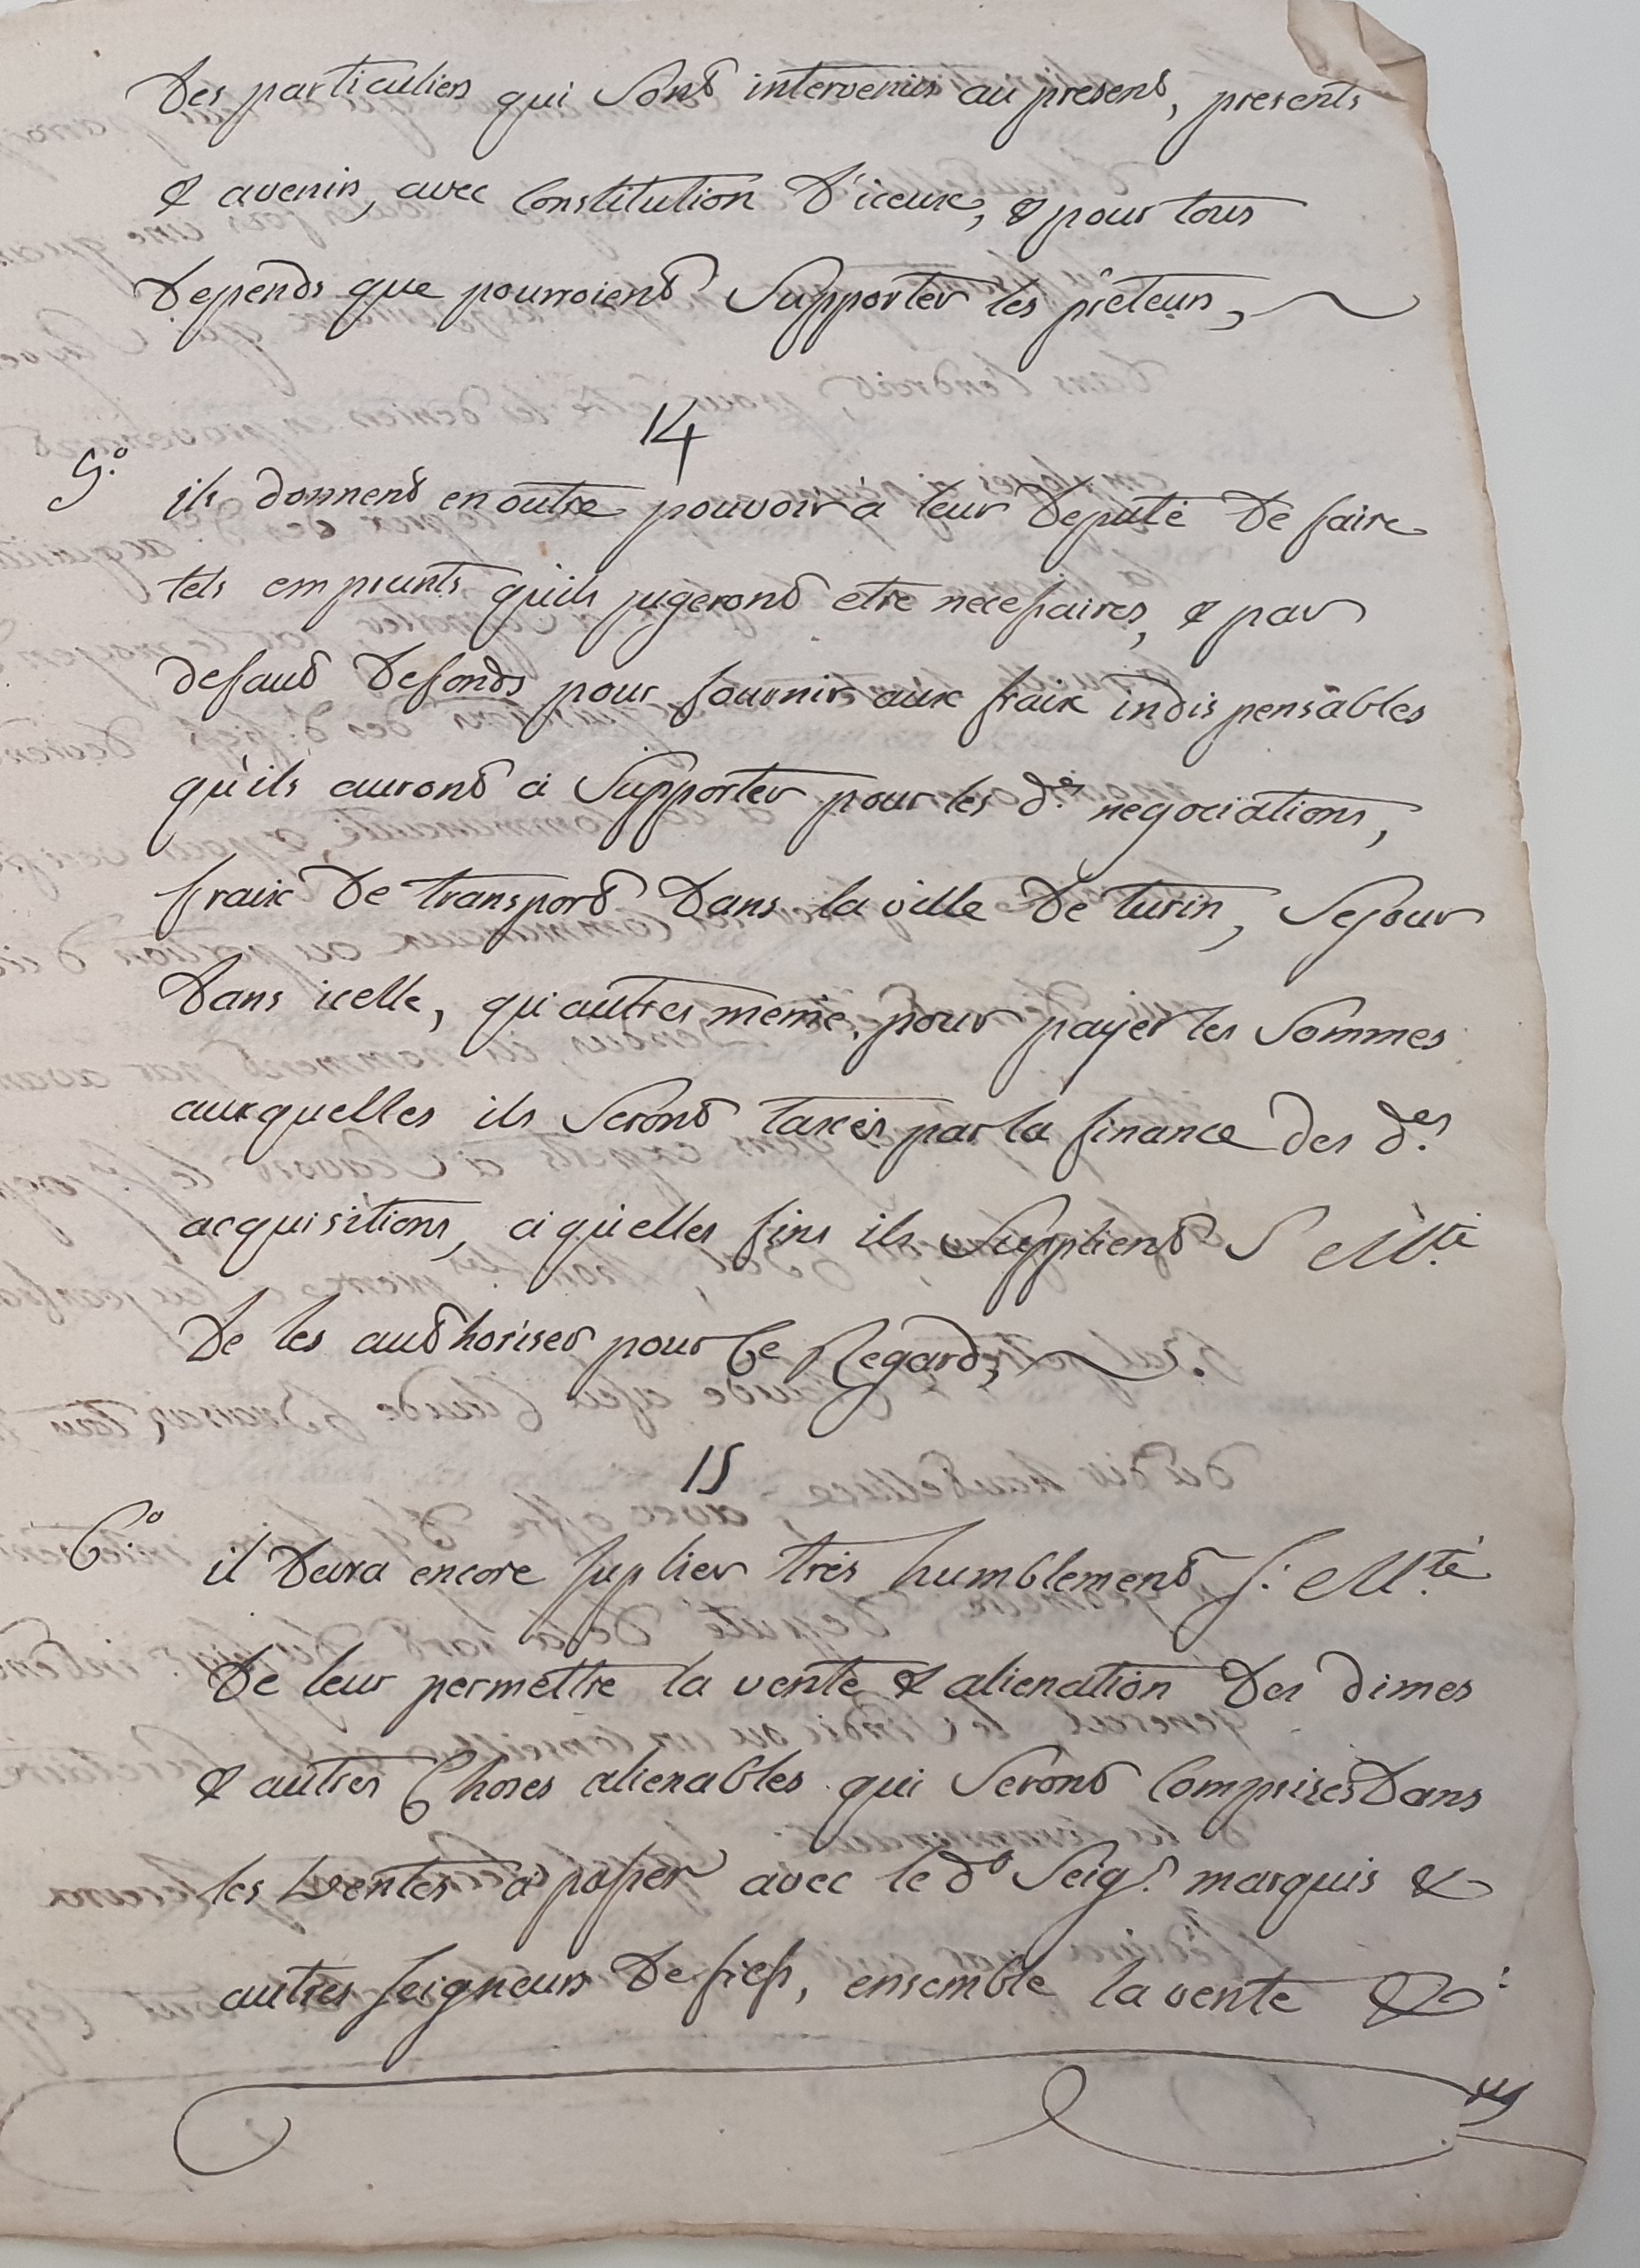 Des particuliers qui sont intervenus au present, presents
& avenirs, avec Constitution D'iceux, & pour tous
Depends que pourroient Supporter les prêteurs,
14
5.° ils donnent en outre pouvoir à leur Deputé De faire
tels emprunts qu'ils jugeront etre necessaires, & par
defaut De fonds pour fournir aux fraix indispensables
qu'ils auront à Supporter pour les d.es negociations,
fraix De transport Dans la ville De turin, Sejour
Dans icelle, qu'autres meme, pour payer les Sommes
auxquelles ils Seront taxés par la finance des d.es
acquisitions, a quelles fins ils Supplient S M.té
De les authoriser pour Ce Regard,
15
6.° il Devra encore suplier très humblement S: M.té
De leur permettre la vente & alienation Des dimes
& autres Choses alienables qui Seront Comprises Dans
les Ventes à passer avec le d.° Seig.r marquis &
autres seigneurs De fiefs, ensemble la vente &: